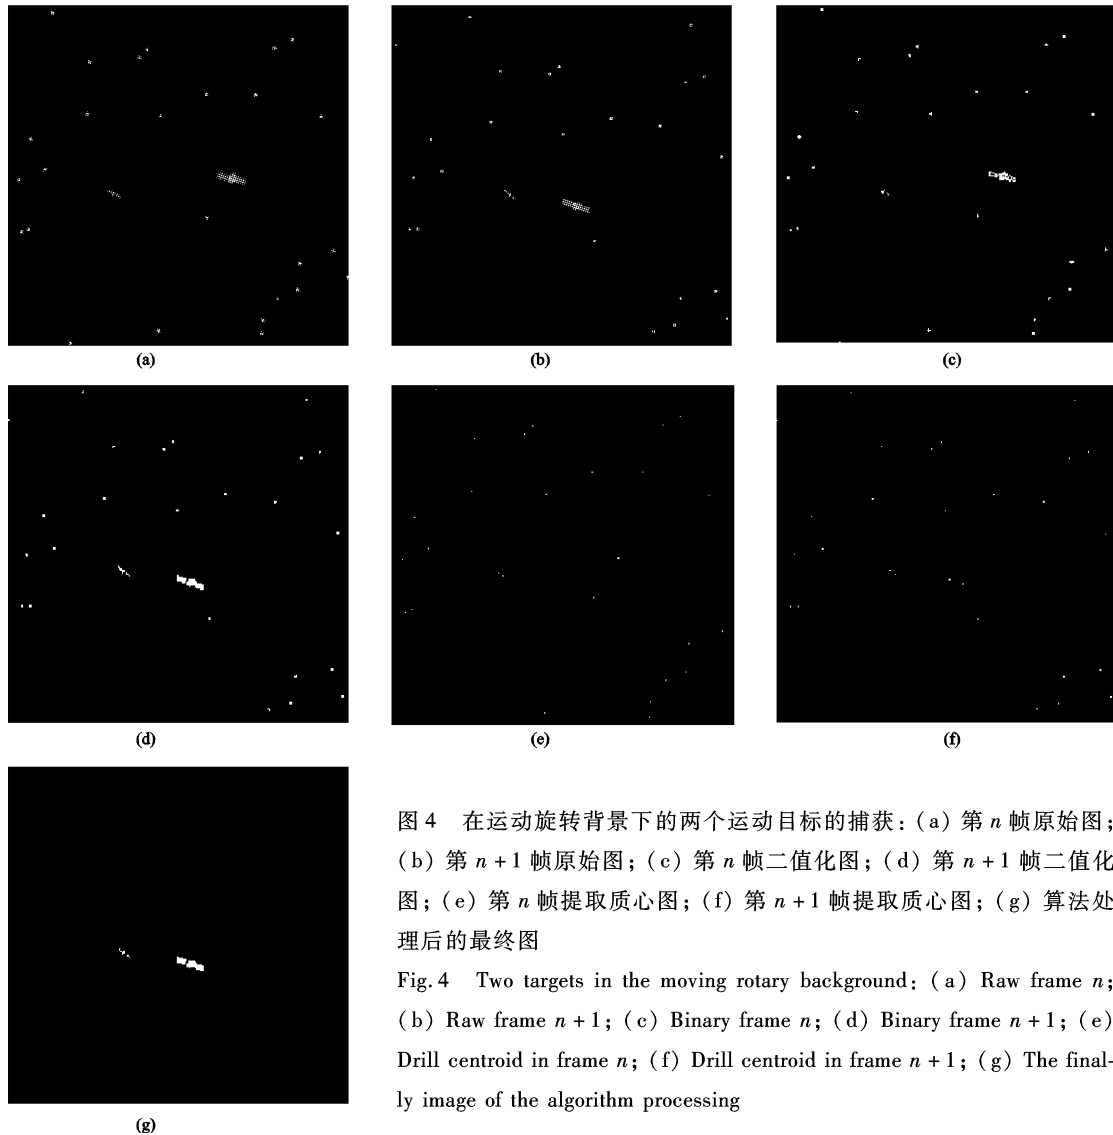 (a)
(b)
(c)
(d)
(e)
(f)
(g)
图 4 在运动旋转背景下的两个运动目标的捕获：(a) 第 n 帧原始图；
(b) 第 n + 1 帧原始图；(c) 第 n 帧二值化图；(d) 第 n + 1 帧二值化
图；(e) 第 n 帧提取质心图；(f) 第 n + 1 帧提取质心图；(g) 算法处
理后的最终图
Fig. 4 Two targets in the moving rotary background: (a) Raw frame n;
(b) Raw frame n + 1; (c) Binary frame n; (d) Binary frame n + 1; (e)
Drill centroid in frame n; (f) Drill centroid in frame n + 1; (g) The final-
ly image of the algorithm processing